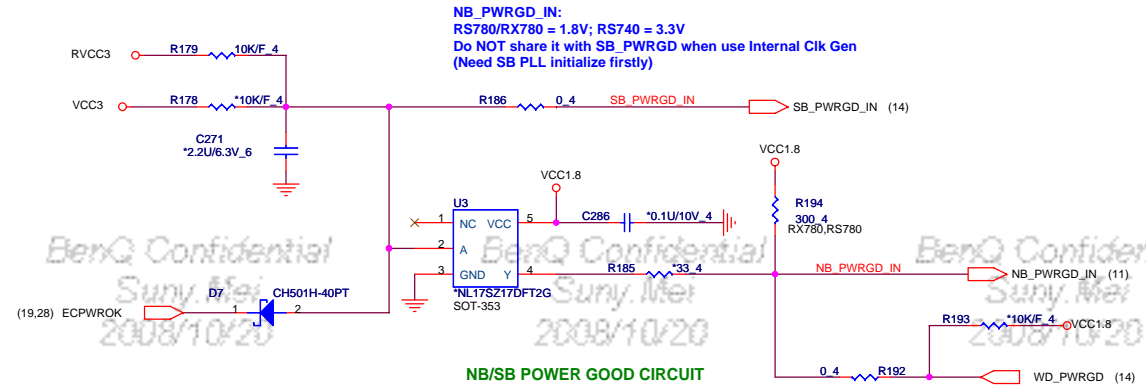 NB_PWRGD_IN:
RS780/RX780 = 1.8V; RS740 = 3.3V
Do NOT share it with SB_PWRGD when use Internal Clk Gen
(Need SB PLL initialize firstly)
RVCC3
R179
10K/F_4
VCC3
R178
*10K/F_4
R186
0_4
SB_PWRGD_IN
SB_PWRGD_IN (14)
C271
*2.2U/6.3V_6
VCC1.8
VCC1.8
U3
1
NC
VCC
5
C286
*0.1U/10V_4
R194
300_4
RX780,RS780
2
A
3
GND
Y
4
R185
*33_4
NB_PWRGD_IN
NB_PWRGD_IN (11)
*NL17SZ17DFT2G
SOT-353
BenQ Confidential
Suny.Mei
2008/10/20
BenQ Confidential
Suny.Mei
2008/10/20
BenQ Confiden
Suny.Mei
2008/10/20
D7
CH501H-40PT
(19,28) ECPWROK
1
2
R193
*10K/F_4
VCC1.8
0_4
R192
WD_PWRGD (14)
NB/SB POWER GOOD CIRCUIT